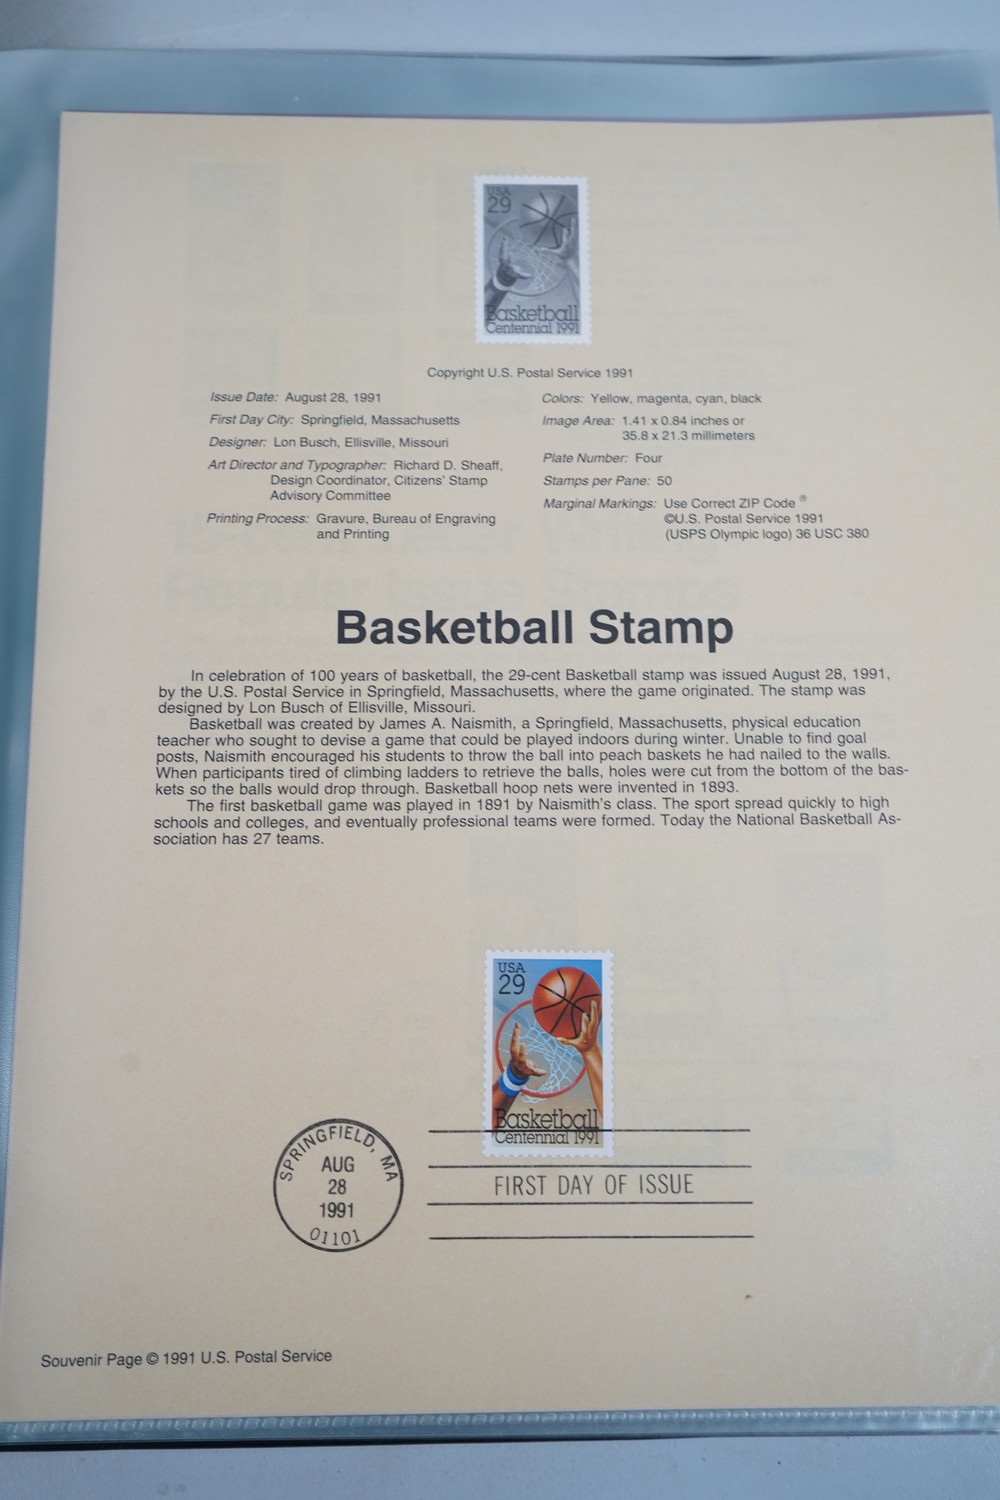 USA
29
Basketball
Centennial 1991
Copyright U.S. Postal Service 1991
Issue Date: August 28, 1991
First Day City: Springfield, Massachusetts
Designer: Lon Busch, Ellisville, Missouri
Art Director and Typographer: Richard D. Sheaff,
Design Coordinator, Citizens' Stamp
Advisory Committee
Printing Process: Gravure, Bureau of Engraving
and Printing
Colors: Yellow, magenta, cyan, black
Image Area: 1.41 x 0.84 inches or
35.8 x 21.3 millimeters
Plate Number: Four
Stamps per Pane: 50
Marginal Markings: Use Correct ZIP Code ®
©U.S. Postal Service 1991
(USPS Olympic logo) 36 USC 380
Basketball Stamp
In celebration of 100 years of basketball, the 29-cent Basketball stamp was issued August 28, 1991,
by the U.S. Postal Service in Springfield, Massachusetts, where the game originated. The stamp was
designed by Lon Busch of Ellisville, Missouri.
Basketball was created by James A. Naismith, a Springfield, Massachusetts, physical education
teacher who sought to devise a game that could be played indoors during winter. Unable to find goal
posts, Naismith encouraged his students to throw the ball into peach baskets he had nailed to the walls.
When participants tired of climbing ladders to retrieve the balls, holes were cut from the bottom of the bas-
kets so the balls would drop through. Basketball hoop nets were invented in 1893.
The first basketball game was played in 1891 by Naismith's class. The sport spread quickly to high
schools and colleges, and eventually professional teams were formed. Today the National Basketball As-
sociation has 27 teams.
USA
29
Basketball
Centennial 1991
SPRINGFIELD, MA
AUG
28
1991
01101
FIRST DAY OF ISSUE
Souvenir Page © 1991 U.S. Postal Service